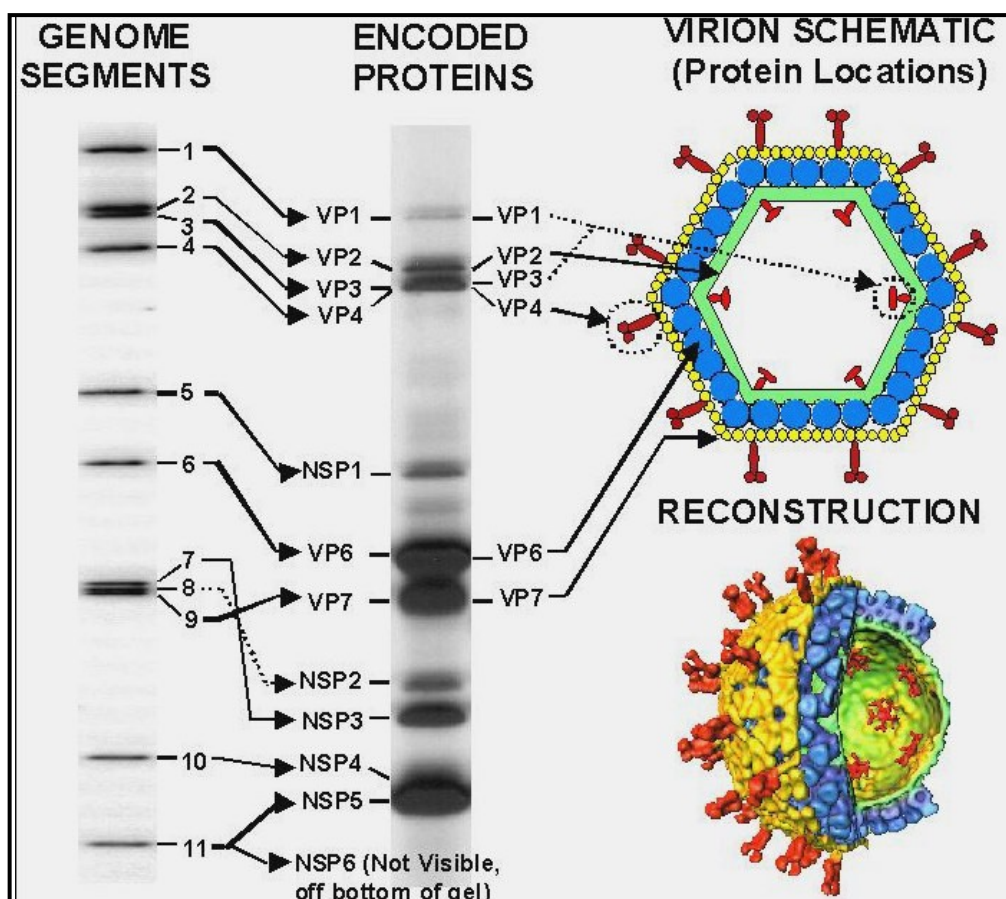 GENOME
SEGMENTS
ENCODED
PROTEINS
VIRION SCHEMATIC
(Protein Locations)
1
2
3
4
5
6
7
8
9
10
11
VP1
VP2
VP3
VP4
NSP1
VP6
VP7
NSP2
NSP3
NSP4
NSP5
NSP6 (Not Visible,
off bottom of gel)
VP1
VP2
VP3
VP4
VP6
VP7
RECONSTRUCTION